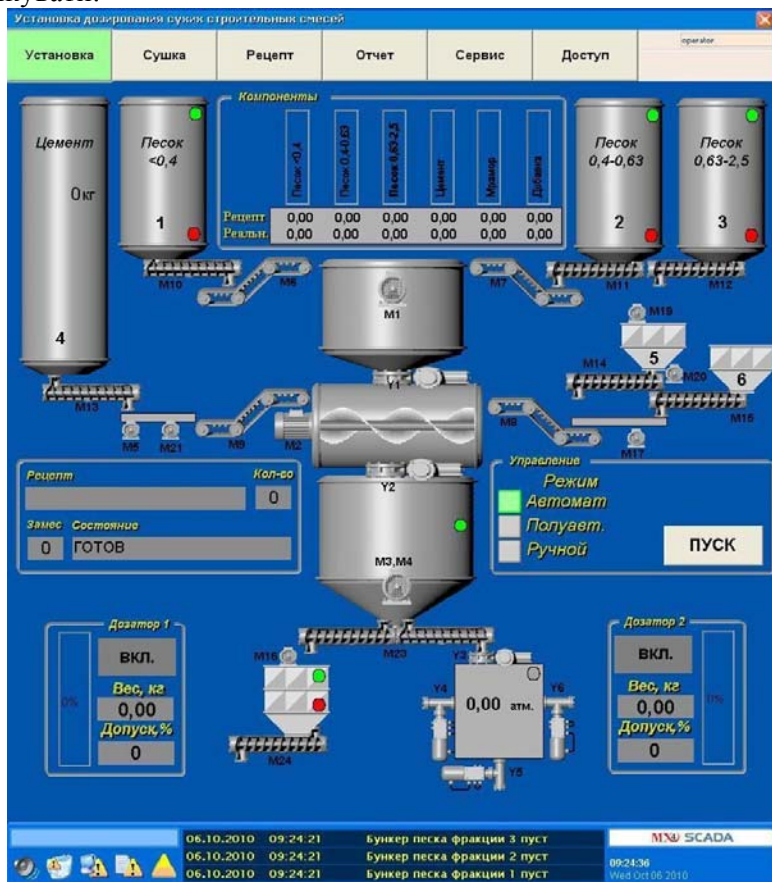 Установка дозирования сухих строительных смесей
Установка
Сушка
Рецепт
Отчет
Сервис
Доступ
operator
Компоненты
Песок <0,4
Песок 0,4-0,63
Песок 0,63-2,5
Цемент
Мрамор
Добавка
Рецепт 0,00 0,00 0,00 0,00 0,00 0,00
Реальн. 0,00 0,00 0,00 0,00 0,00 0,00
Цемент
0 кг
4
Песок
<0,4
1
Песок
0,4-0,63
2
Песок
0,63-2,5
3
M10
M6
M7
M11
M12
M1
Y1
M19
5
M14
M20
6
M15
M13
M5
M21
M9
M2
M8
M17
Y2
Рецепт
Кол-во
0
Замес
Состояние
0
ГОТОВ
Управление
Режим
Автомат
Полуавт.
Ручной
ПУСК
M3,M4
M23
M16
M24
Y3
Y4
Y6
0,00 атм.
Y5
Дозатор 1
ВКЛ.
0%
Вес, кг
0,00
Допуск,%
0
Дозатор 2
ВКЛ.
0%
Вес, кг
0,00
Допуск,%
0
06.10.2010 09:24:21 Бункер песка фракции 3 пуст
06.10.2010 09:24:21 Бункер песка фракции 2 пуст
06.10.2010 09:24:21 Бункер песка фракции 1 пуст
SCADA
09:24:36
Wed Oct 06 2010